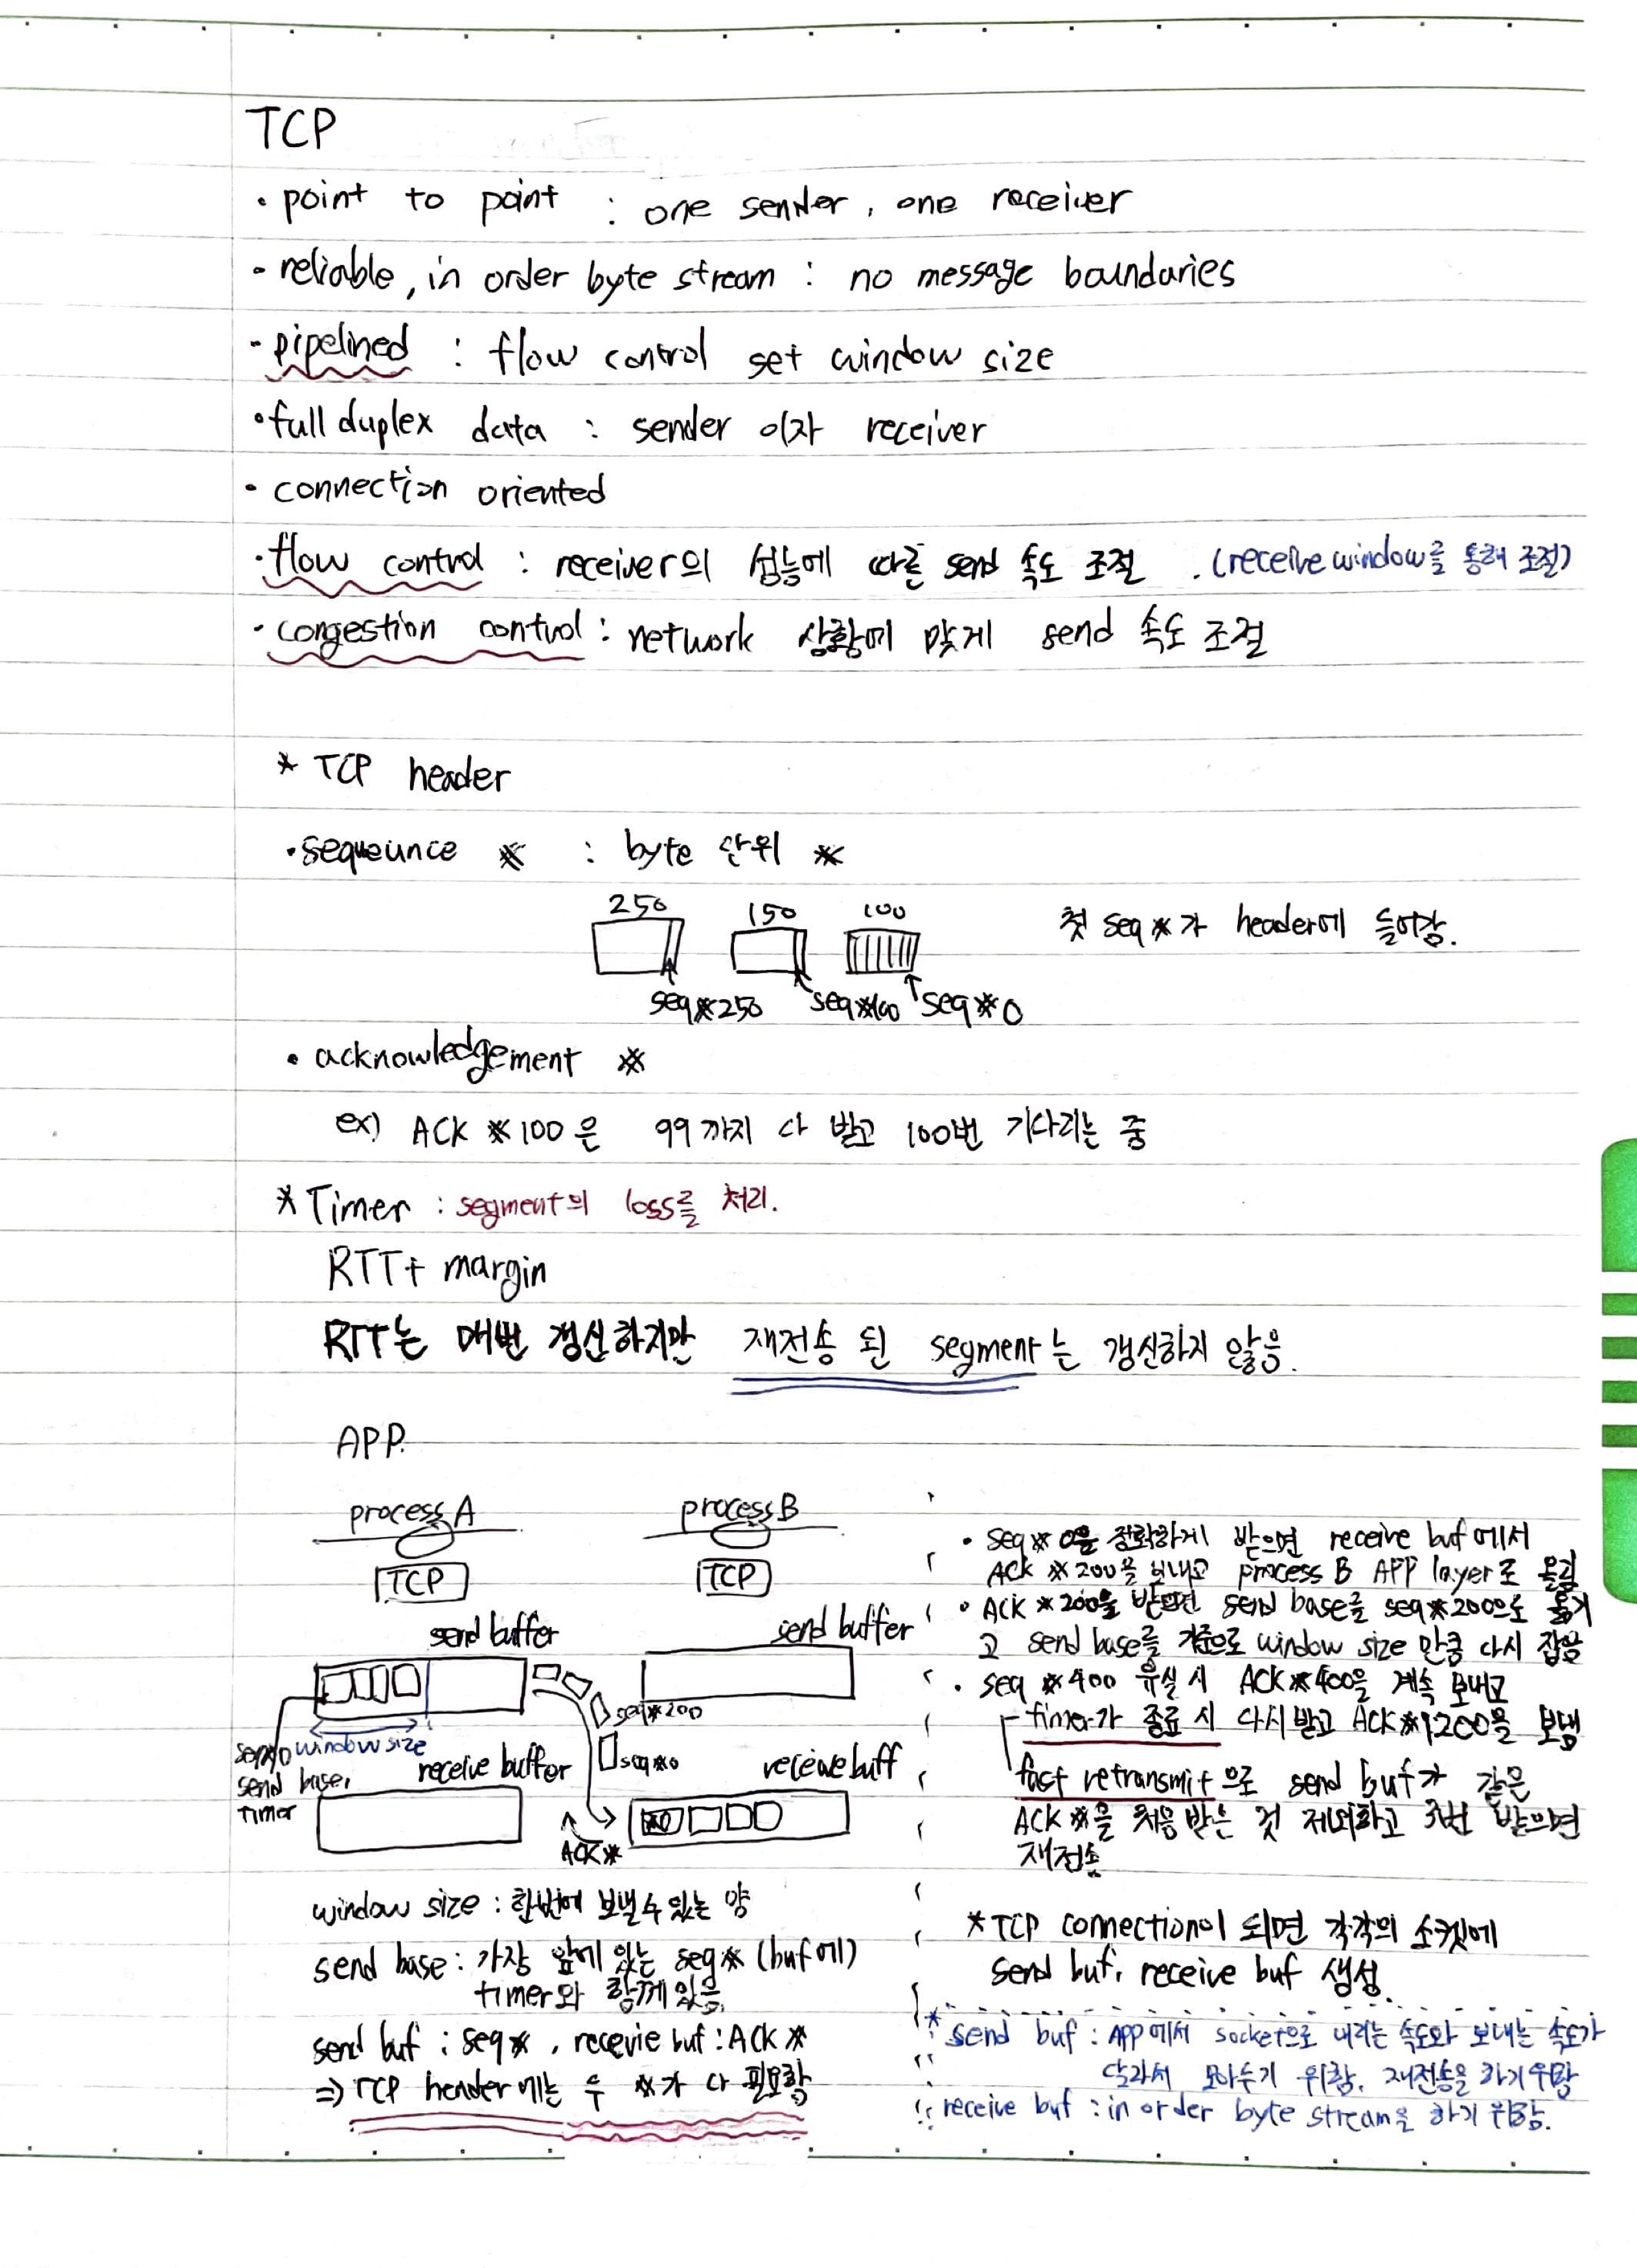 TCP
• point to point : one sender, one receiver
• reliable, in order byte stream : no message boundaries
• pipelined : flow control set window size
• full duplex data : sender 이자 receiver
• connection oriented
• flow control : receiver의 성능에 따른 send 속도 조절. (receive window를 통해 조절)
• congestion control : network 상황에 맞게 send 속도 조절
* TCP header
• sequeunce * : byte 단위 *
250 150 100
첫 seq*가 header에 들어감.
seq*250 seq*100 seq*0
• acknowledgement *
ex) ACK *100은 99까지 다 받고 100번 기다리는 중
* Timer : segment의 loss를 처리.
RTT + margin
RTT는 매번 갱신하지만 재전송 된 segment는 갱신하지 않음.
APP.
process A process B
TCP TCP
send buffer send buffer
seq*200
window size
seq*0
send base,
timer
receive buffer receive buff
ACK*
window size : 한번에 보낼 수 있는 양
send base : 가장 앞에 있는 seq* (buf에)
timer와 함께 있음.
send buf : seq*, recevie buf : ACK*
⇒ TCP header에는 두 *가 다 필요함
• seq* 0을 정확하게 받으면 receive buf에서
ACK *200을 보내고 process B APP layer로 올림
• ACK *200을 받으면 send base를 seq*200으로 옮기
고 send base를 기준으로 window size 만큼 다시 잡음
• seq *400 유실 시 ACK*400을 계속 보내고
timer가 종료 시 다시 받고 ACK*1200을 보냄
fast retransmit으로 send buf가 같은
ACK *을 처음 받은 것 제외하고 3번 받으면
재전송
* TCP connection이 되면 각각의 소켓에
send buf, receive buf 생성.
* send buf : APP에서 socket으로 내리는 속도와 보내는 속도가
달라서 모아두기 위함, 재전송을 하기 위함
receive buf : in order byte stream을 하기 위함.